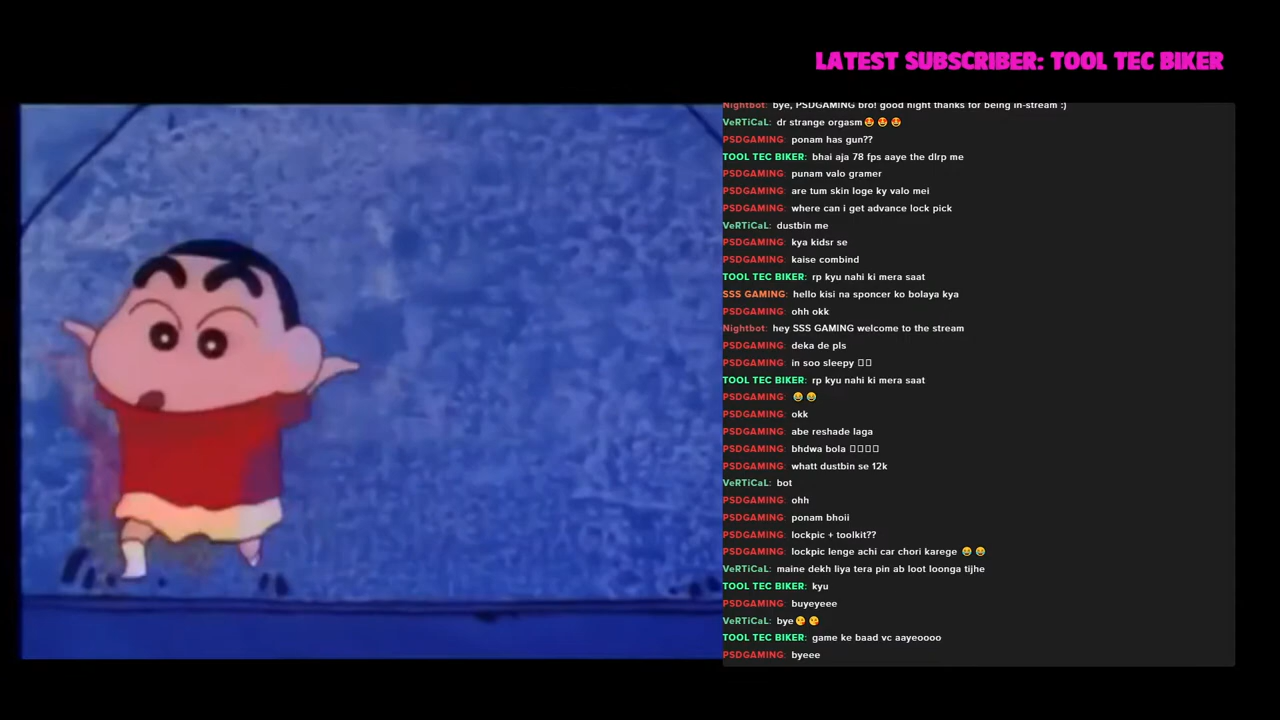 LATEST SUBSCRIBER: TOOL TEC BIKER
Nightbot: bye, PSDGAMING bro! good night thanks for being in-stream :)
VeRTiCaL: dr strange orgasm🤩🤩🤩
PSDGAMING: ponam has gun??
TOOL TEC BIKER: bhai aja 78 fps aaye the dlrp me
PSDGAMING: punam valo gramer
PSDGAMING: are tum skin loge ky valo mei
PSDGAMING: where can i get advance lock pick
VeRTiCaL: dustbin me
PSDGAMING: kya kidsr se
PSDGAMING: kaise combind
TOOL TEC BIKER: rp kyu nahi ki mera saat
SSS GAMING: hello kisi na sponcer ko bolaya kya
PSDGAMING: ohh okk
Nightbot: hey SSS GAMING welcome to the stream
PSDGAMING: deka de pls
PSDGAMING: in soo sleepy
TOOL TEC BIKER: rp kyu nahi ki mera saat
PSDGAMING: 😂😂
PSDGAMING: okk
PSDGAMING: abe reshade laga
PSDGAMING: bhdwa bola
PSDGAMING: whatt dustbin se 12k
VeRTiCaL: bot
PSDGAMING: ohh
PSDGAMING: ponam bhoii
PSDGAMING: lockpic + toolkit??
PSDGAMING: lockpic lenge achi car chori karege 😂😂
VeRTiCaL: maine dekh liya tera pin ab loot loonga tijhe
TOOL TEC BIKER: kyu
PSDGAMING: buyeyeee
VeRTiCaL: bye😘😘
TOOL TEC BIKER: game ke baad vc aayeoooo
PSDGAMING: byeee